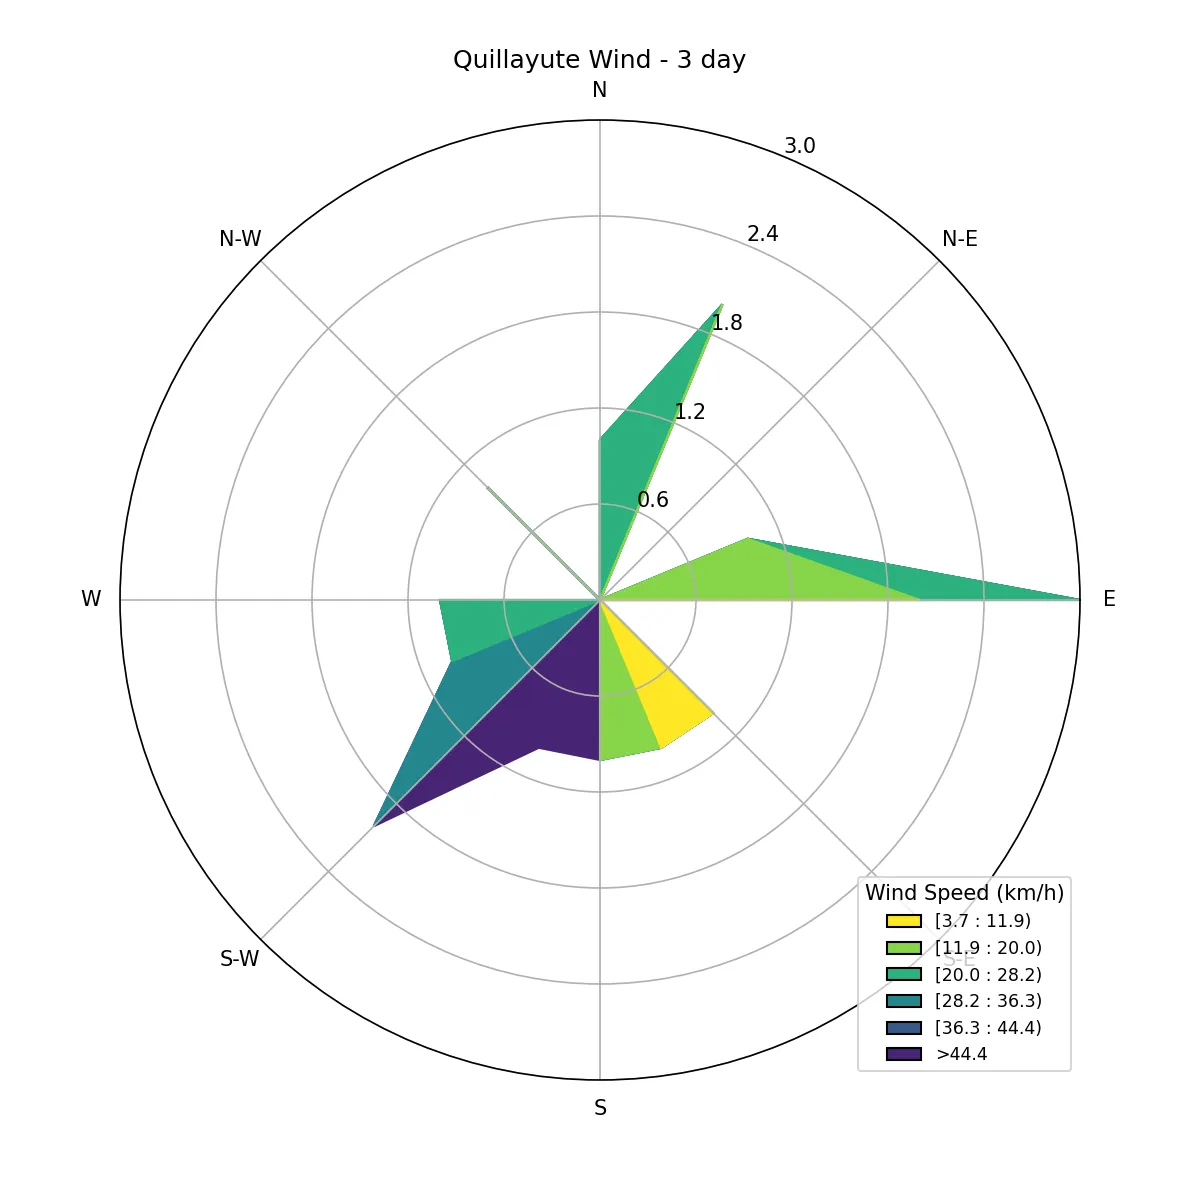 Quillayute Wind - 3 day
N
3.0
N-W
2.4
N-E
1.8
1.2
0.6
W
E
Wind Speed (km/h)
[3.7 : 11.9)
[11.9 : 20.0)
S-W
S-E
[20.0 : 28.2)
[28.2 : 36.3)
[36.3 : 44.4)
>44.4
S